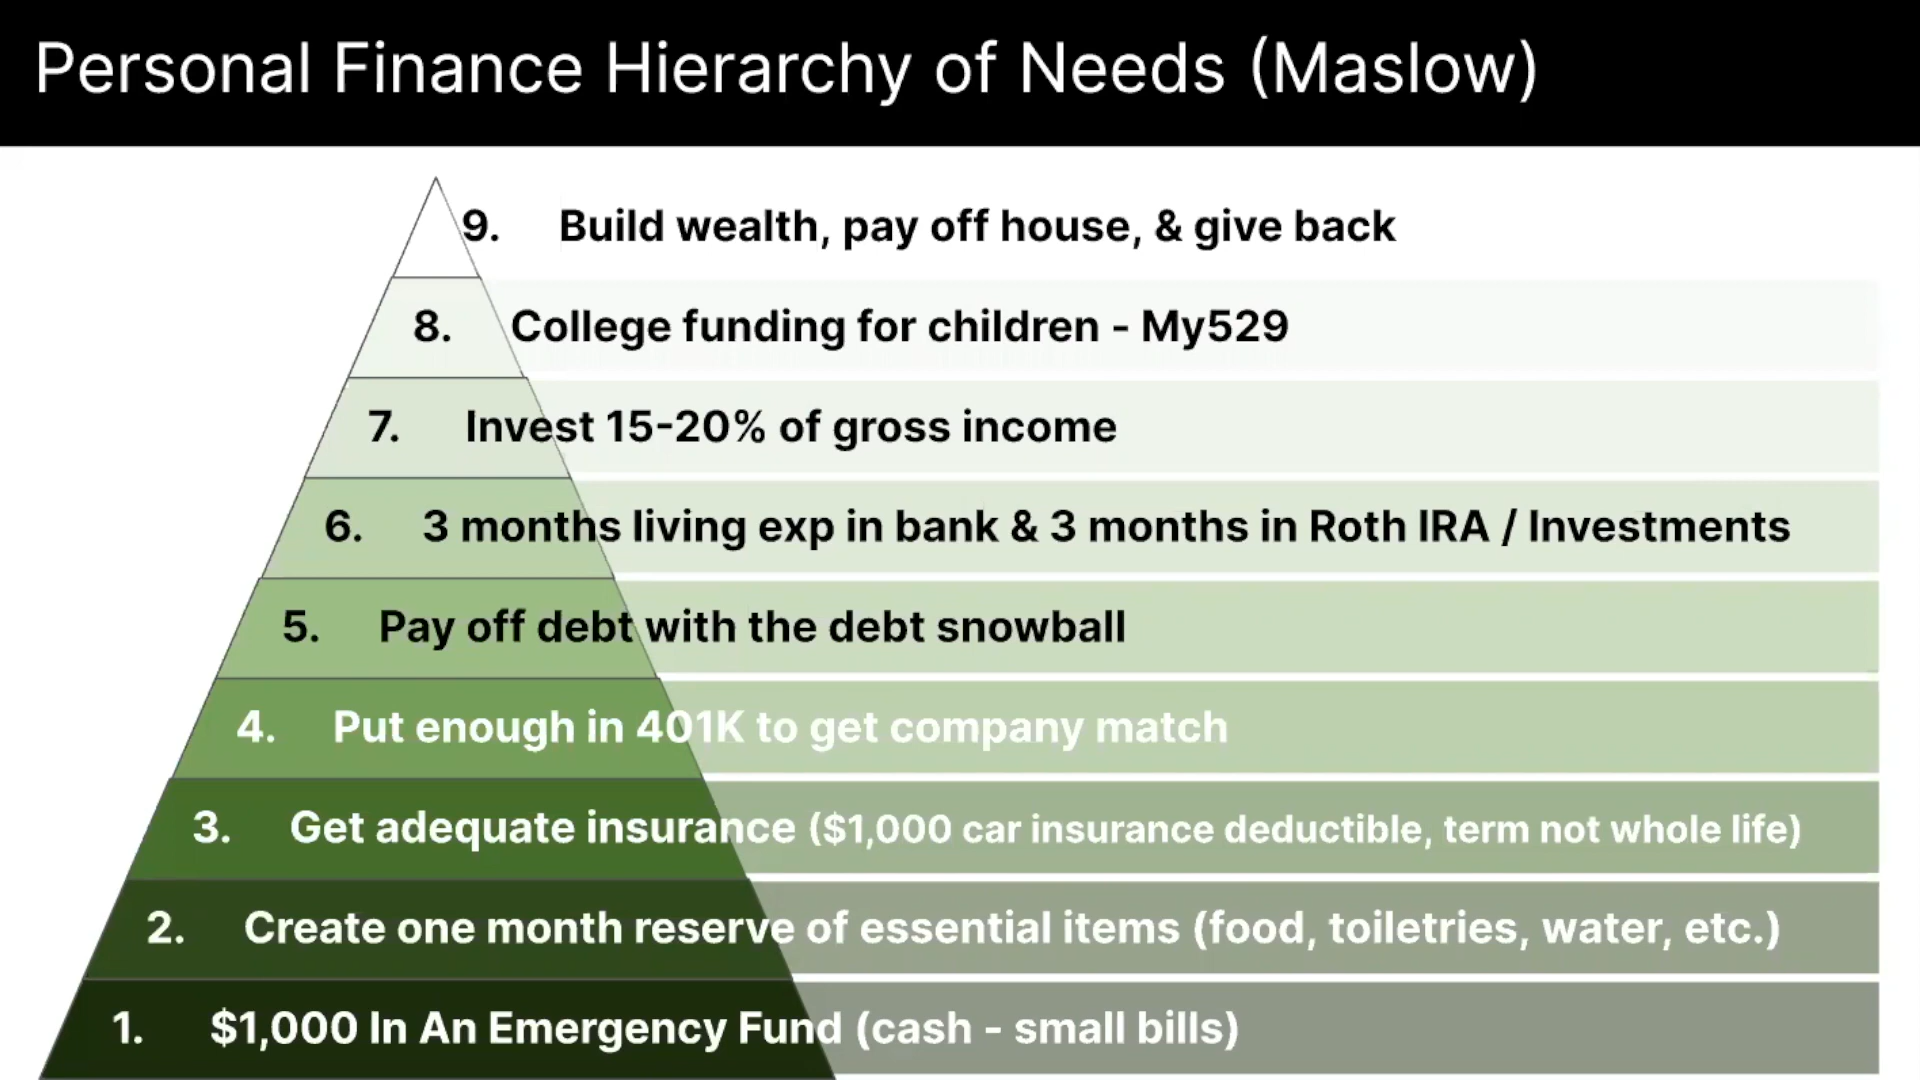 Personal Finance Hierarchy of Needs (Maslow)
9. Build wealth, pay off house, & give back
8. College funding for children - My529
7. Invest 15-20% of gross income
6. 3 months living exp in bank & 3 months in Roth IRA / Investments
5. Pay off debt with the debt snowball
4. Put enough in 401K to get company match
3. Get adequate insurance ($1,000 car insurance deductible, term not whole life)
2. Create one month reserve of essential items (food, toiletries, water, etc.)
1. $1,000 In An Emergency Fund (cash - small bills)